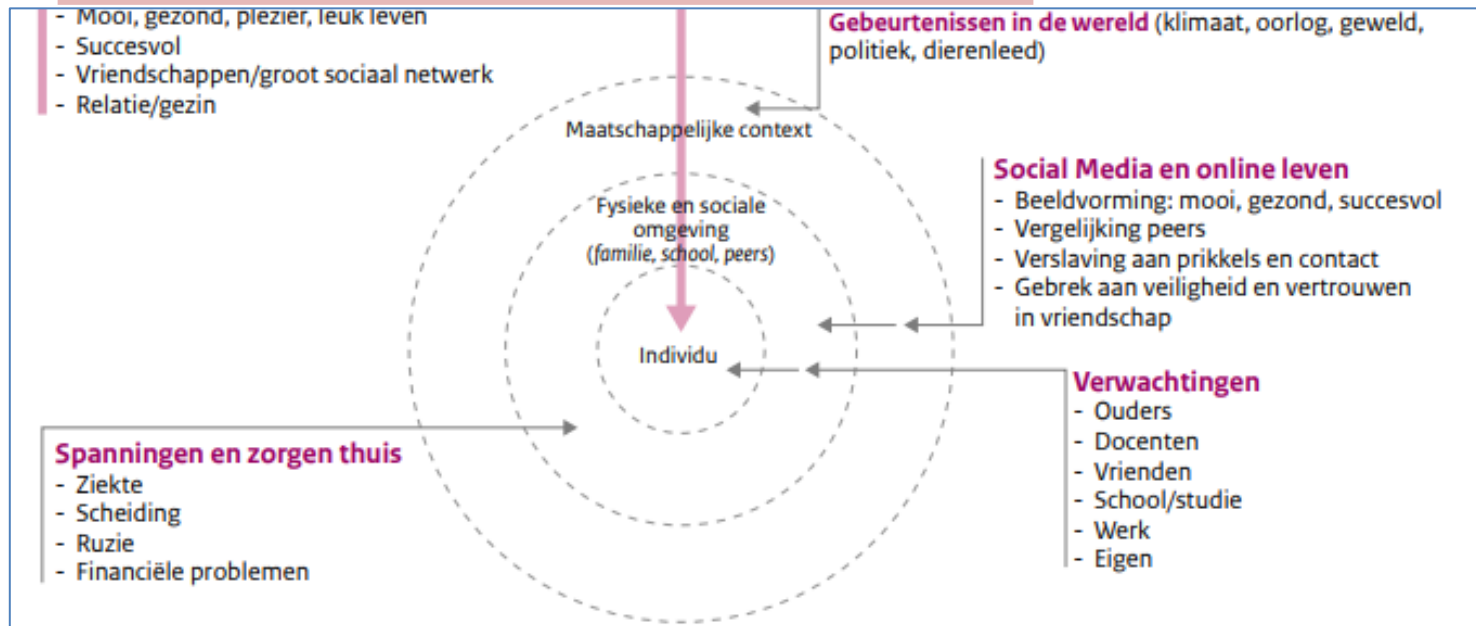 - Mooi, gezond, plezier, leuk leven
- Succesvol
- Vriendschappen/groot sociaal netwerk
- Relatie/gezin
Gebeurtenissen in de wereld (klimaat, oorlog, geweld,
politiek, dierenleed)
Maatschappelijke context
Fysieke en sociale
omgeving
(familie, school, peers)
Individu
Social Media en online leven
- Beeldvorming: mooi, gezond, succesvol
- Vergelijking peers
- Verslaving aan prikkels en contact
- Gebrek aan veiligheid en vertrouwen
in vriendschap
Verwachtingen
- Ouders
- Docenten
- Vrienden
- School/studie
- Werk
- Eigen
Spanningen en zorgen thuis
- Ziekte
- Scheiding
- Ruzie
- Financiële problemen